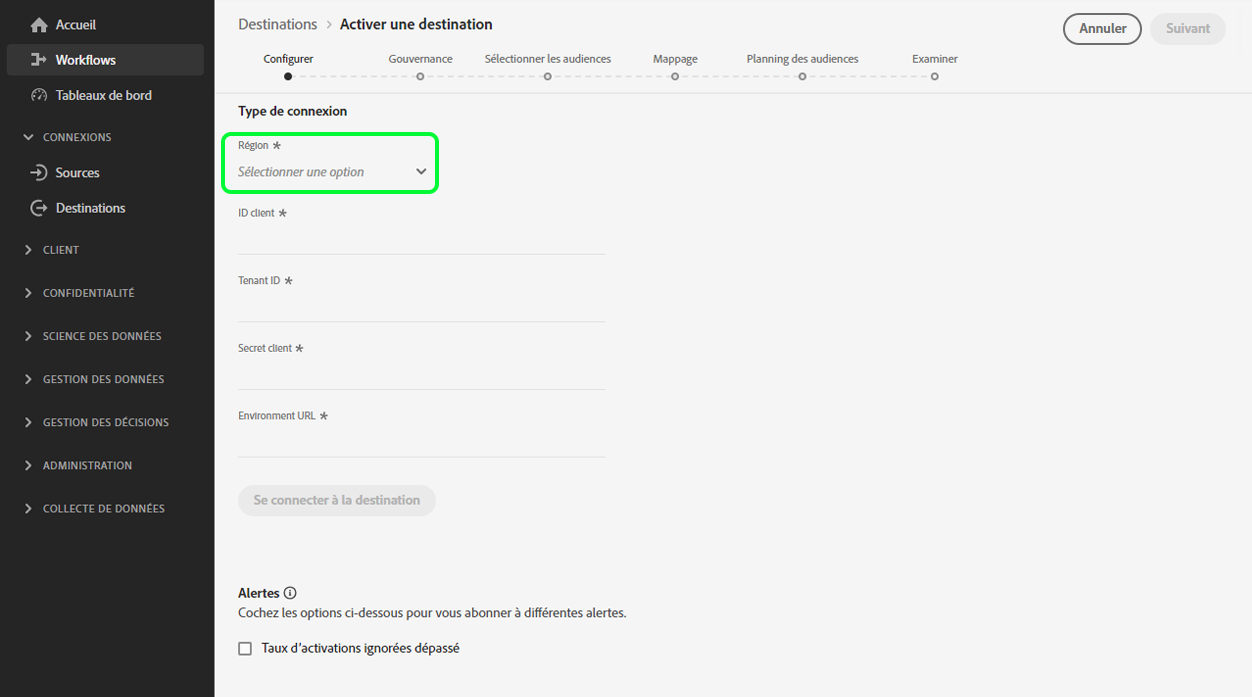 Accueil
Workflows
Tableaux de bord
CONNEXIONS
Sources
Destinations
CLIENT
CONFIDENTIALITÉ
SCIENCE DES DONNÉES
GESTION DES DONNÉES
GESTION DES DÉCISIONS
ADMINISTRATION
COLLECTE DE DONNÉES
Destinations > Activer une destination
Annuler
Suivant
Configurer
Gouvernance
Sélectionner les audiences
Mappage
Planning des audiences
Examiner
Type de connexion
Région *
Sélectionner une option
ID client *
Tenant ID *
Secret client *
Environment URL *
Se connecter à la destination
Alertes
Cochez les options ci-dessous pour vous abonner à différentes alertes.
Taux d’activations ignorées dépassé